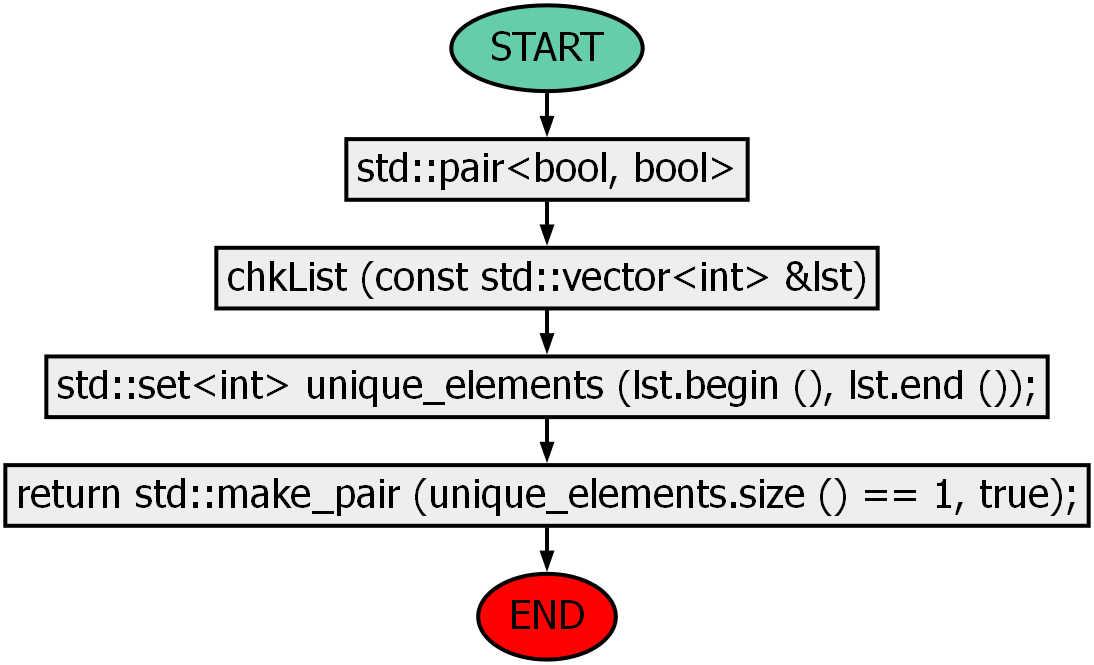 START
std::pair<bool, bool>
chkList (const std::vector<int> &lst)
std::set<int> unique_elements (lst.begin (), lst.end ());
return std::make_pair (unique_elements.size () == 1, true);
END